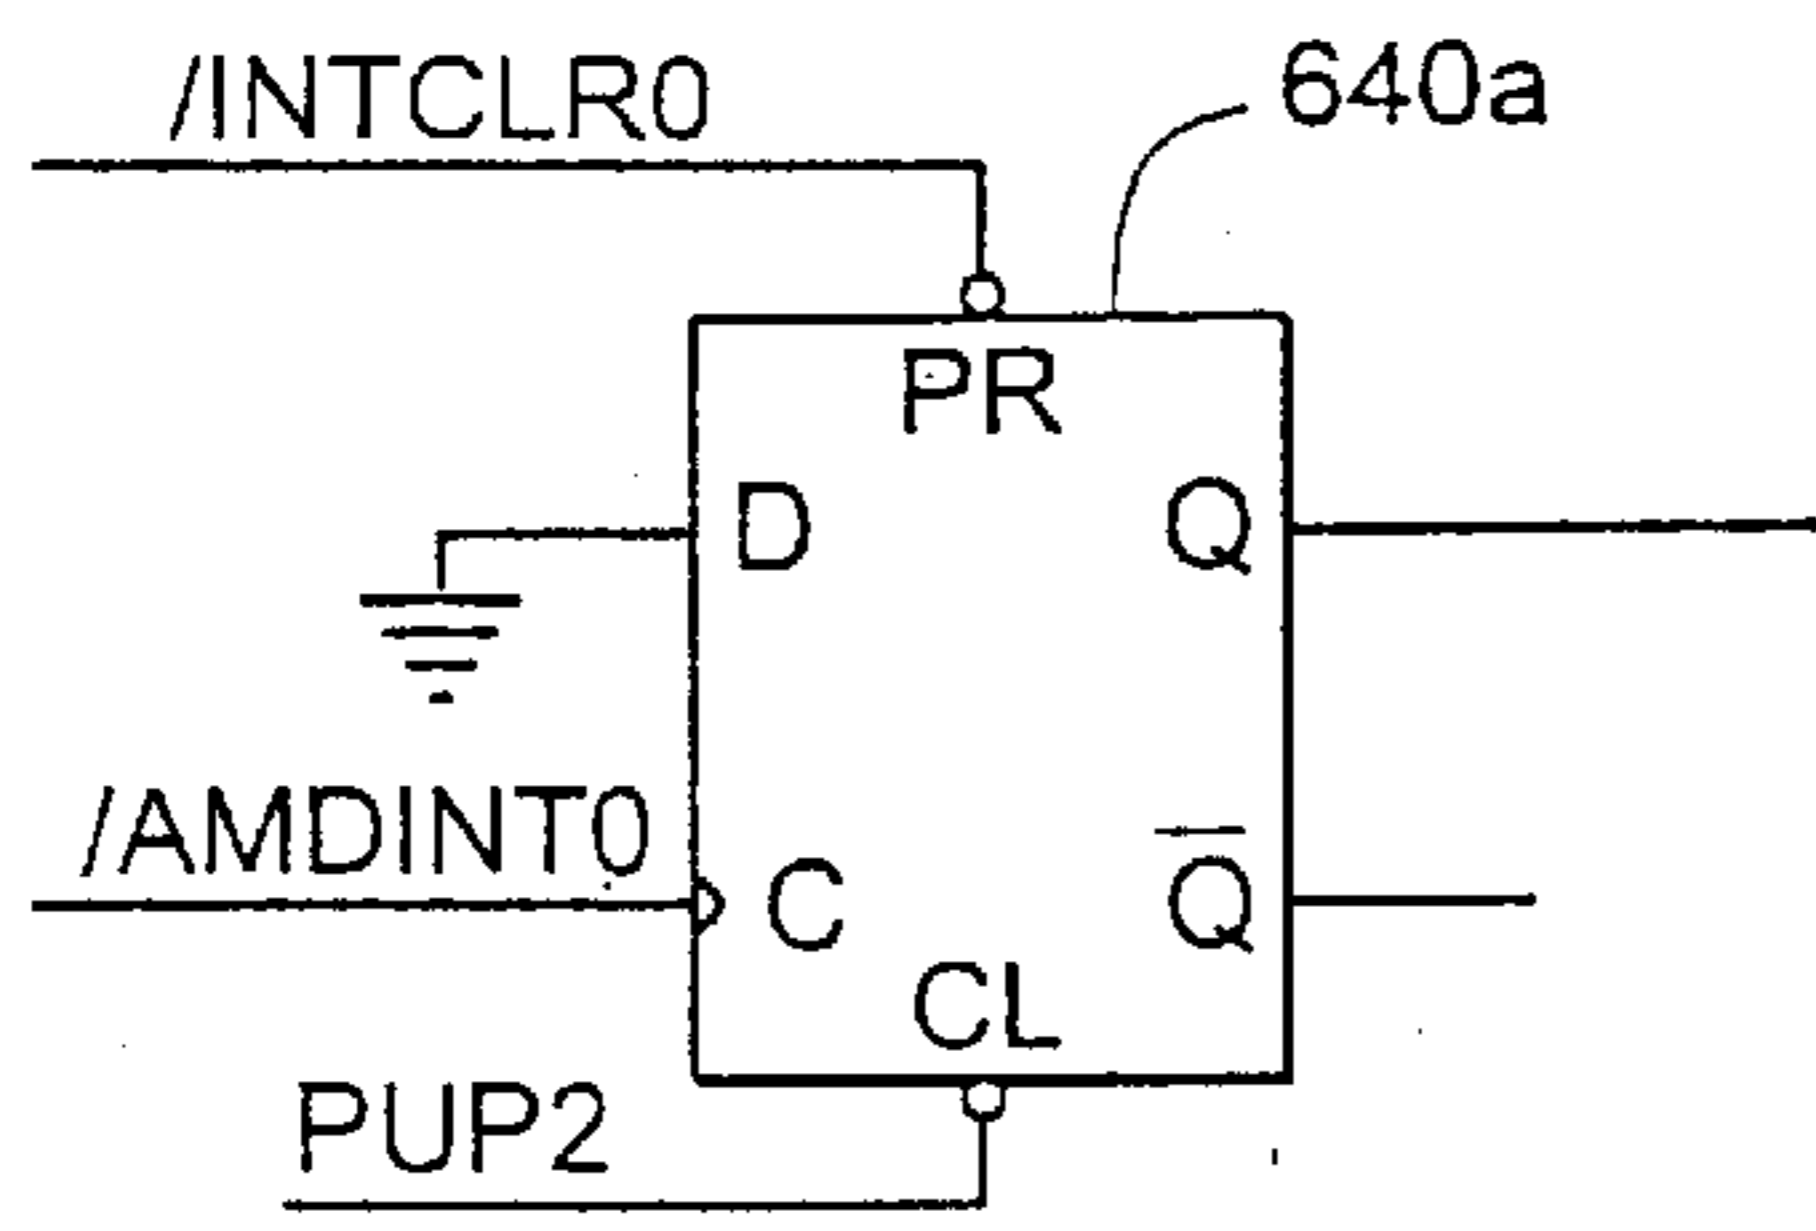 /INTCLR0
640a
PR
D
Q
/AMDINT0
C
Q̅
CL
PUP2